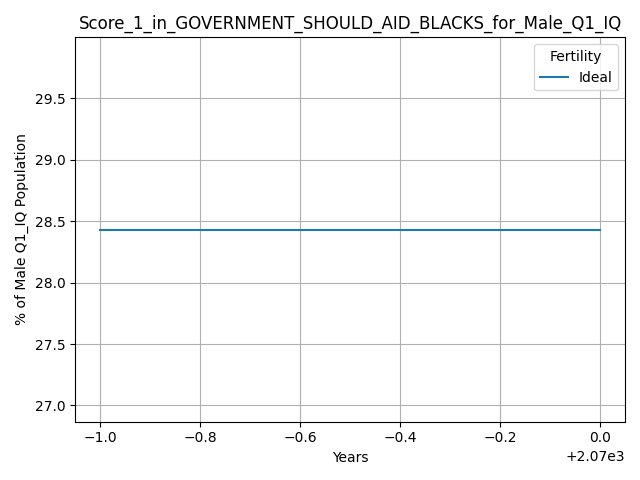 Score_1_in_GOVERNMENT_SHOULD_AID_BLACKS_for_Male_Q1_IQ
Fertility
Ideal
% of Male Q1_IQ Population
29.5
29.0
28.5
28.0
27.5
27.0
−1.0 −0.8 −0.6 −0.4 −0.2 0.0
Years
+2.07e3